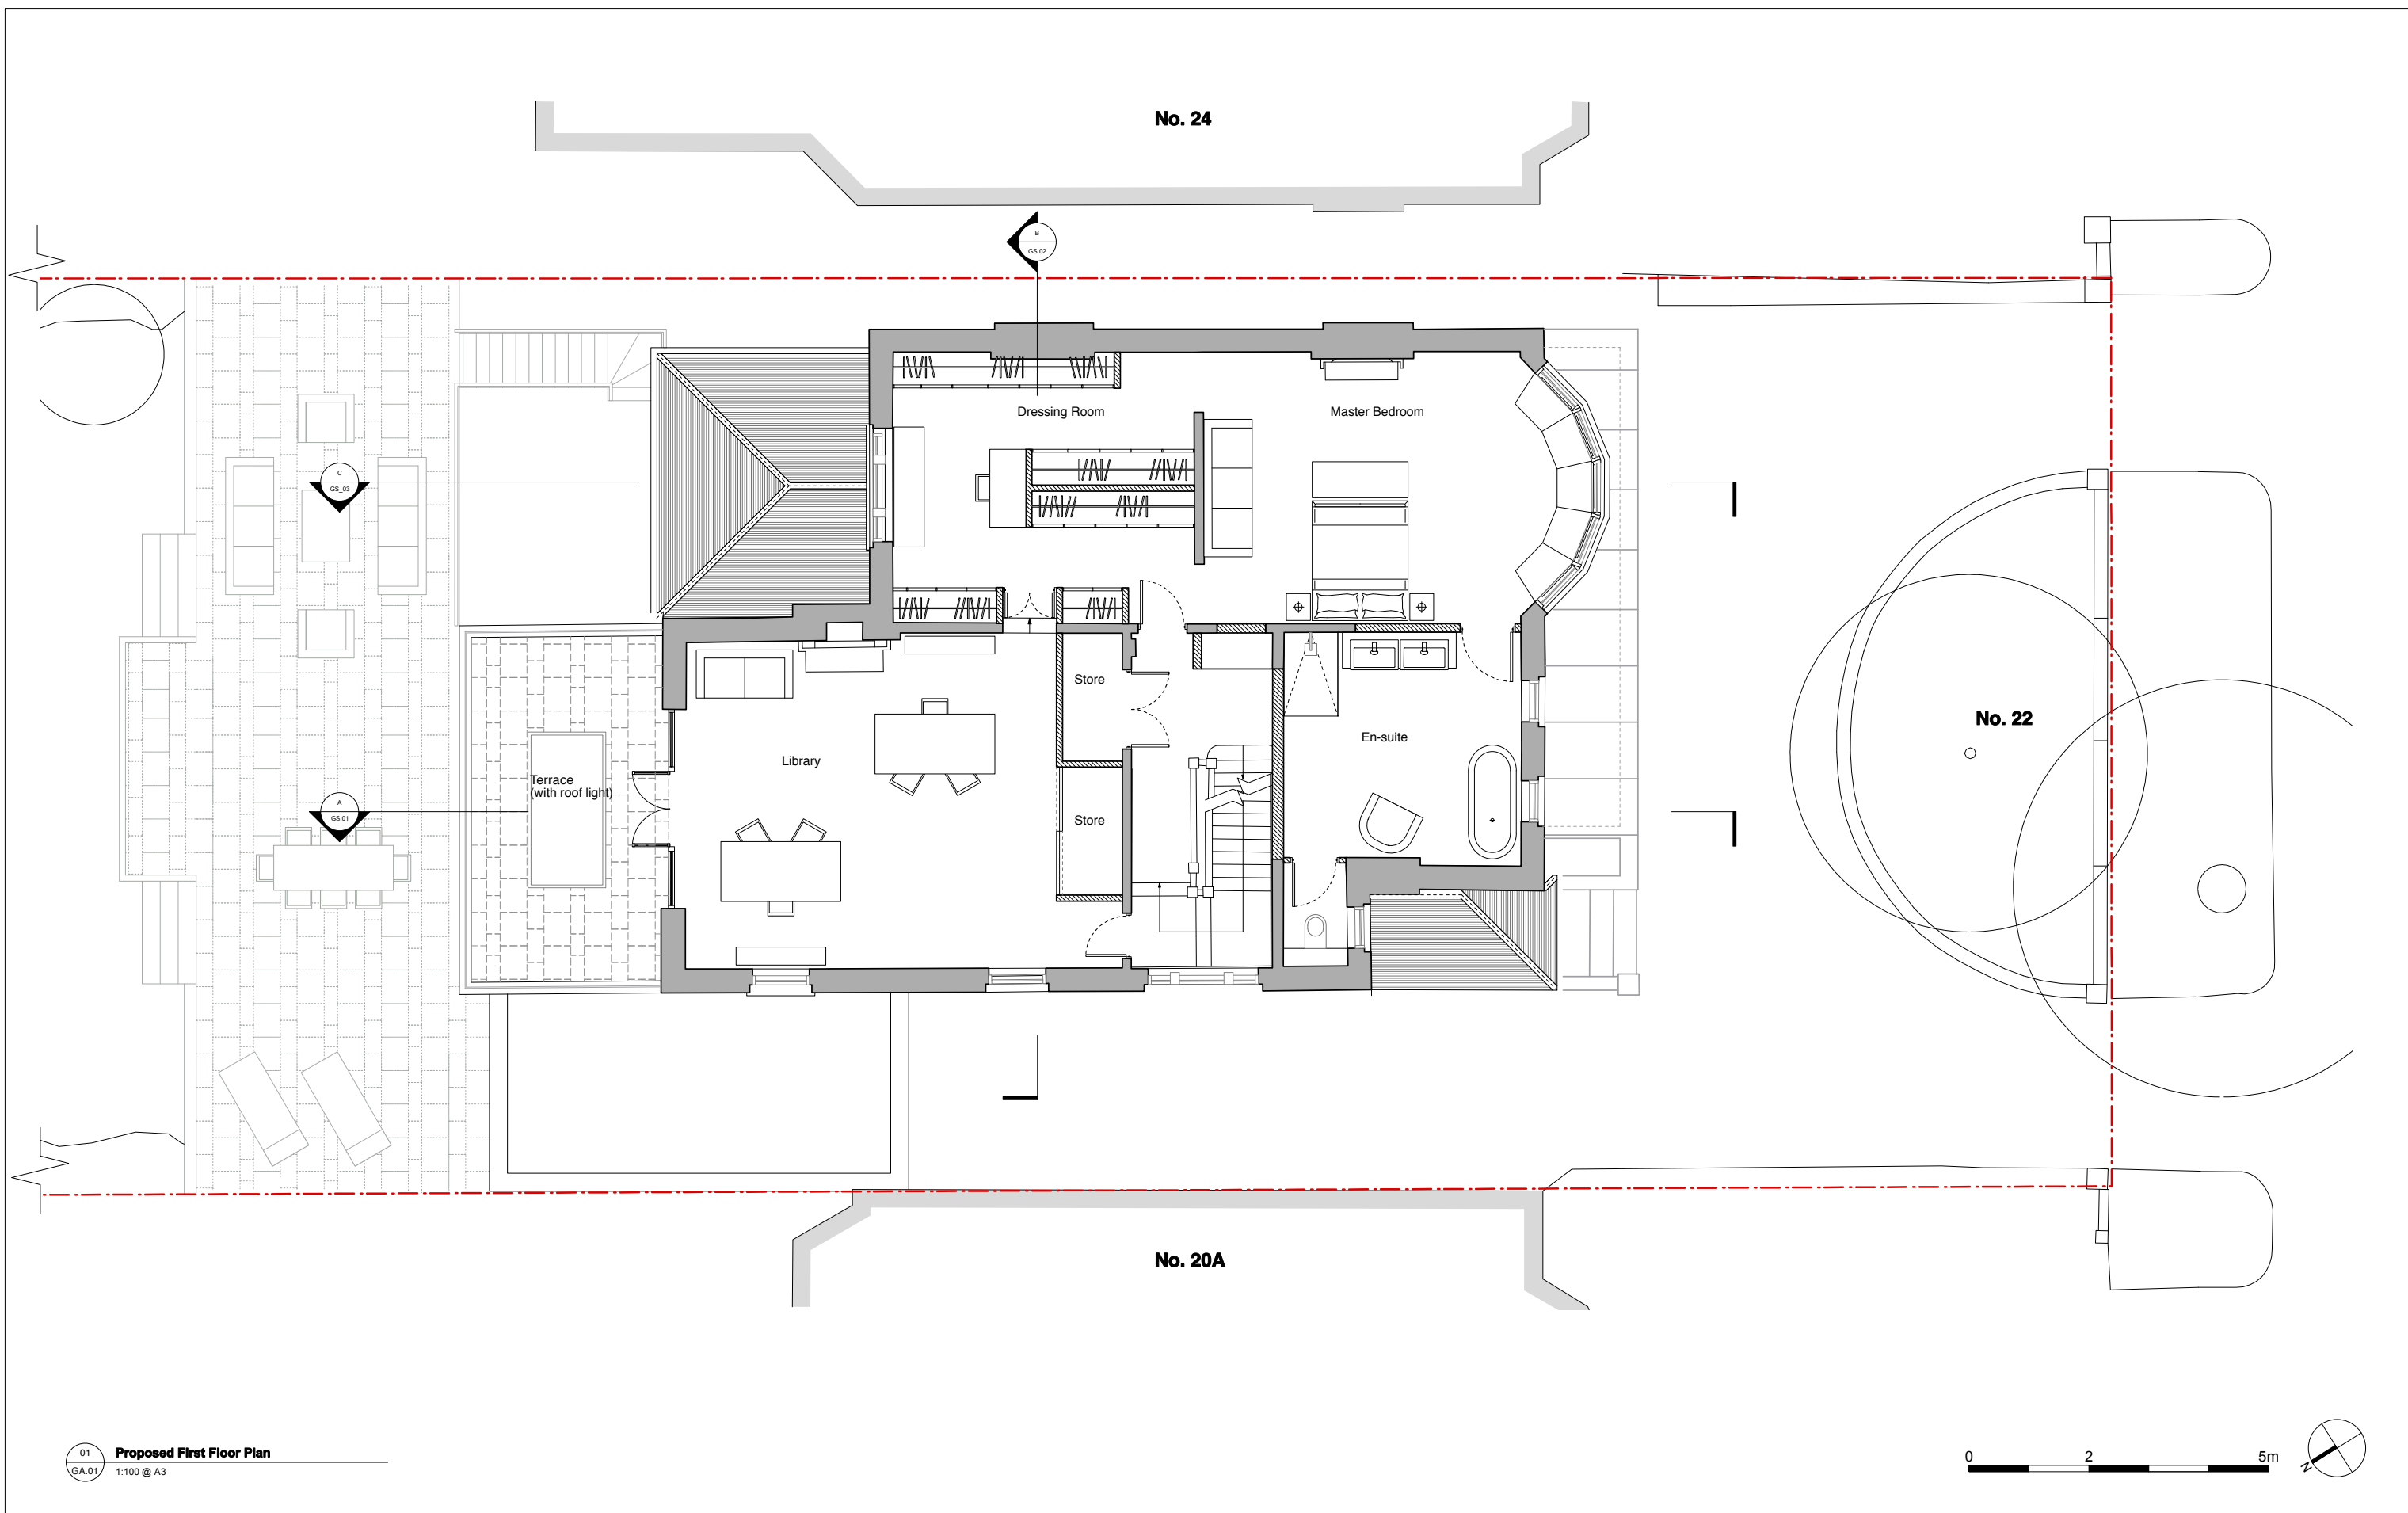 No. 24
B
GS.02
Dressing Room
Master Bedroom
C
GS_03
Store
No. 22
En-suite
Library
Terrace
(with roof light)
A
GS.01
Store
No. 20A
01
GA.01
Proposed First Floor Plan
1:100 @ A3
0 2 5m
N